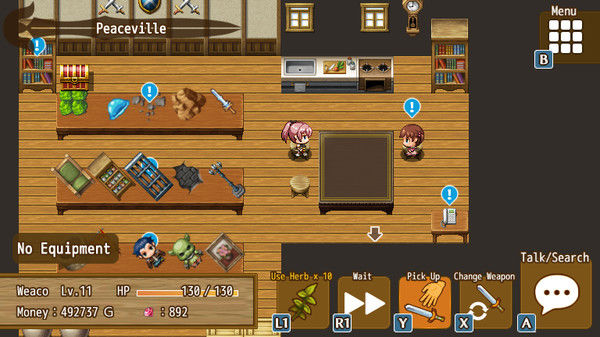 Peaceville
Menu
B
No Equipment
Weaco Lv.11 HP 130/130
Money:492737 G :892
Use Herb x 10
L1
Wait
R1
Pick Up
Y
Change Weapon
X
Talk/Search
A